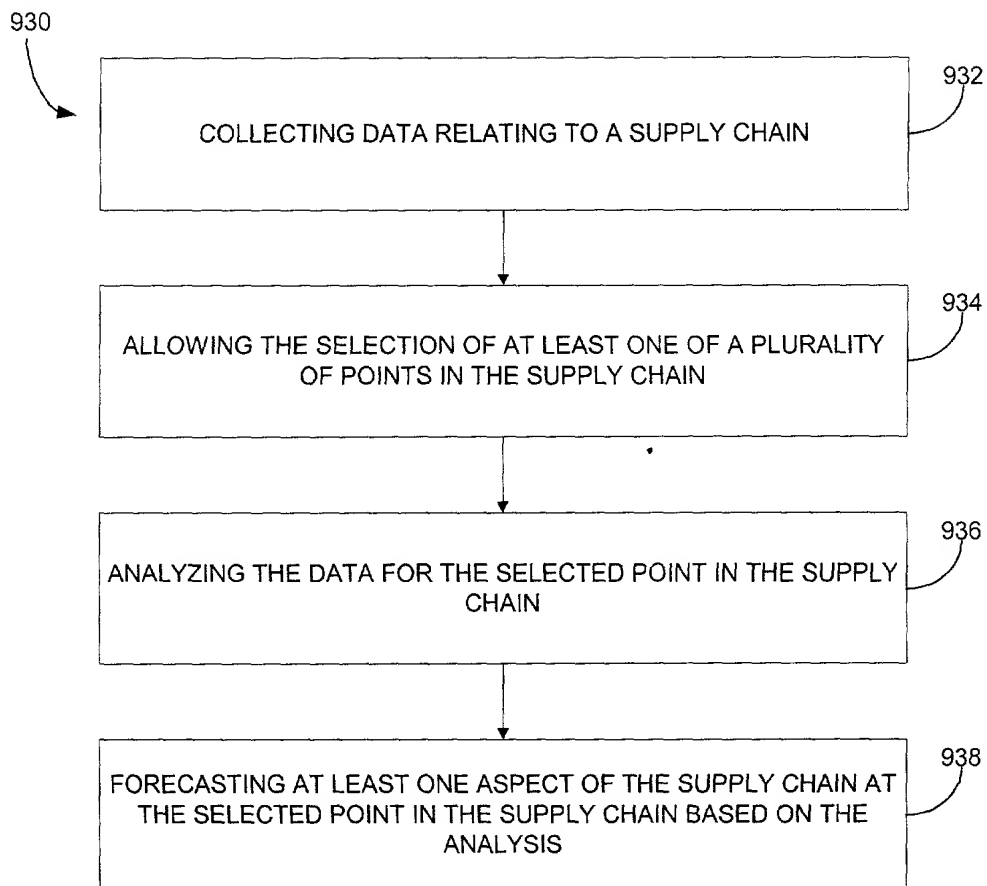 930
932
COLLECTING DATA RELATING TO A SUPPLY CHAIN
934
ALLOWING THE SELECTION OF AT LEAST ONE OF A PLURALITY
OF POINTS IN THE SUPPLY CHAIN
936
ANALYZING THE DATA FOR THE SELECTED POINT IN THE SUPPLY
CHAIN
938
FORECASTING AT LEAST ONE ASPECT OF THE SUPPLY CHAIN AT
THE SELECTED POINT IN THE SUPPLY CHAIN BASED ON THE
ANALYSIS